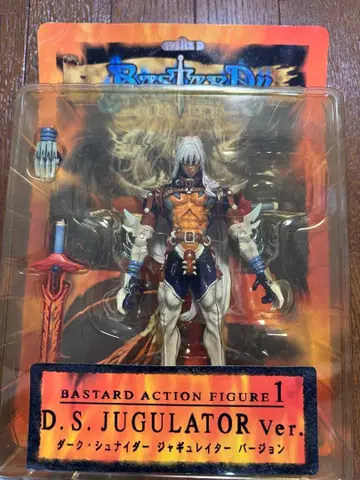 BASTARD!!
BASTARD ACTION FIGURE 1
D.S. JUGULATOR Ver.
ダーク・シュナイダー ジャギュレイター バージョン